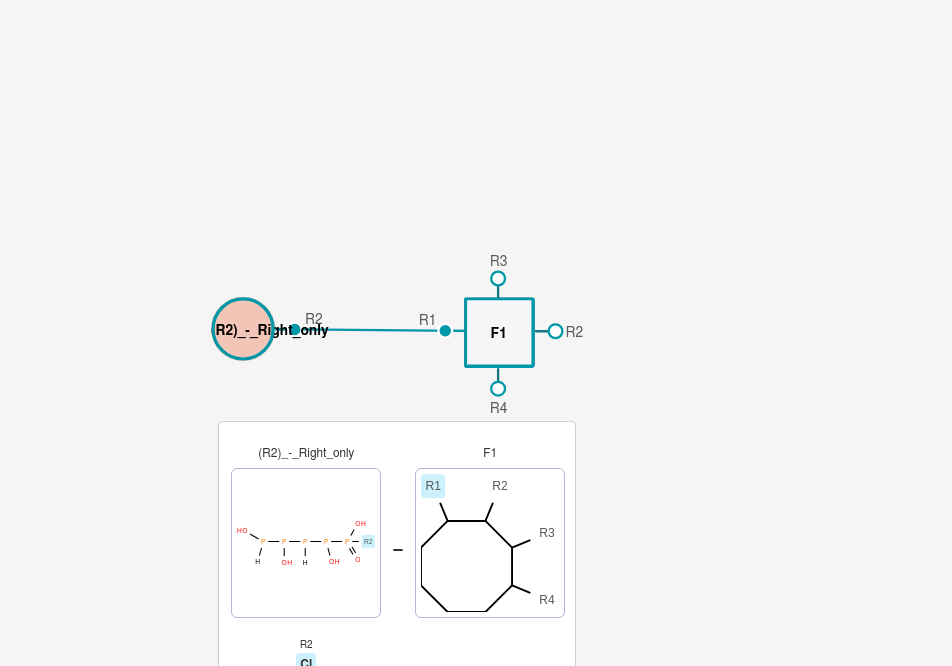 R3
R2
(R2)_-_Right_only
R1
F1
R2
R4
(R2)_-_Right_only
F1
R1
R2
OH
HO
R3
P P P P P R2
H OH H OH O
R4
R2
Cl